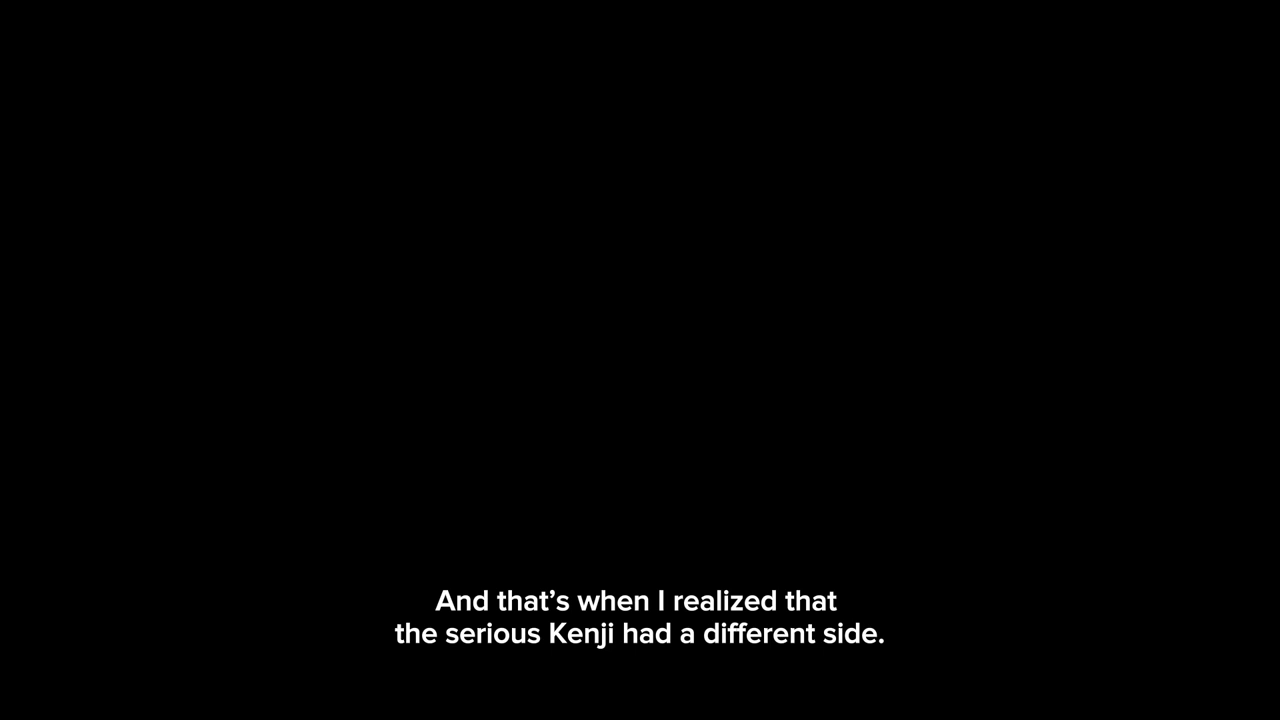 And that’s when I realized that
the serious Kenji had a different side.